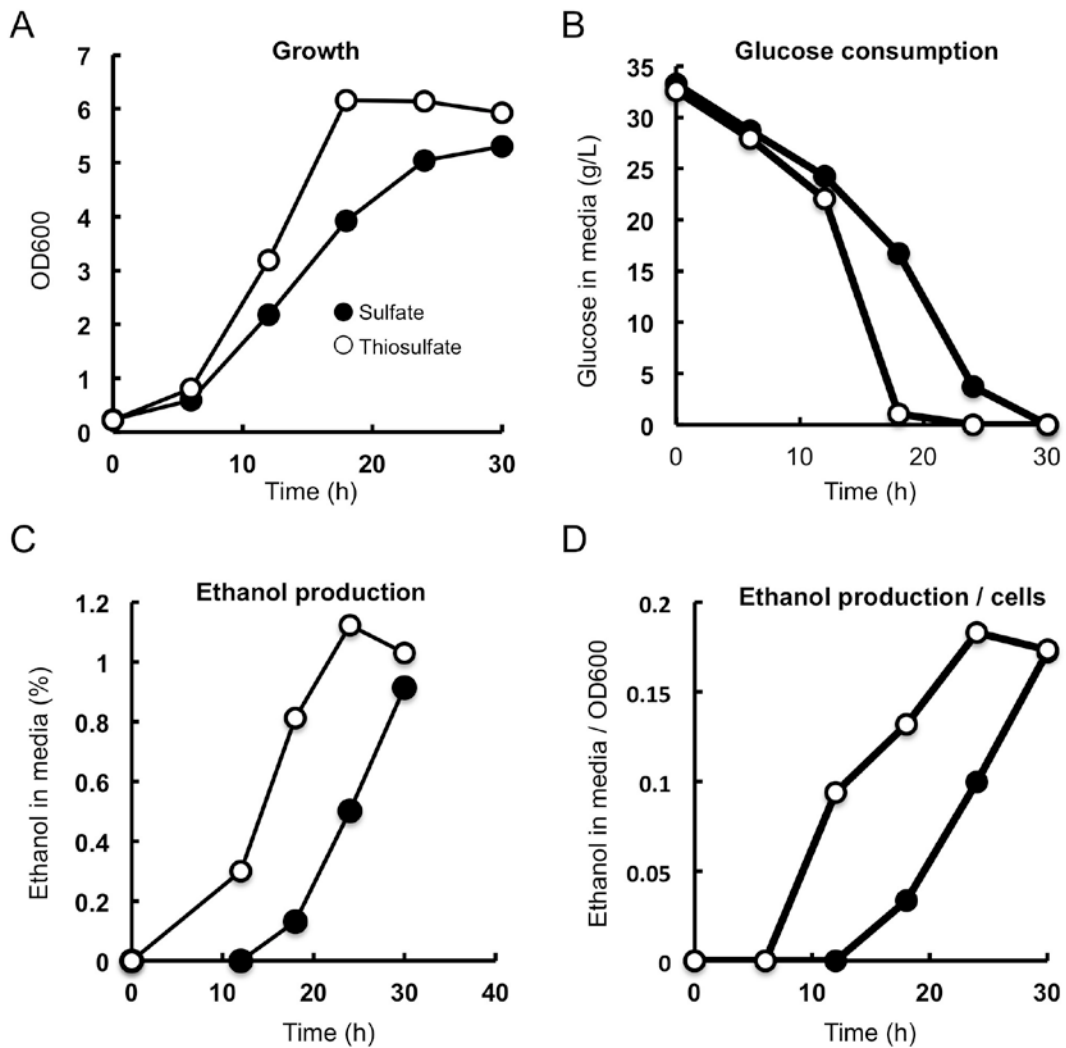 A
Growth
7
6
5
4
3
2
1
0
OD600
Sulfate
Thiosulfate
0 10 20 30
Time (h)
B
Glucose consumption
35
30
25
20
15
10
5
0
Glucose in media (g/L)
0 10 20 30
Time (h)
C
Ethanol production
1.2
1
0.8
0.6
0.4
0.2
0
Ethanol in media (%)
0 10 20 30 40
Time (h)
D
Ethanol production / cells
0.2
0.15
0.1
0.05
0
Ethanol in media / OD600
0 10 20 30
Time (h)